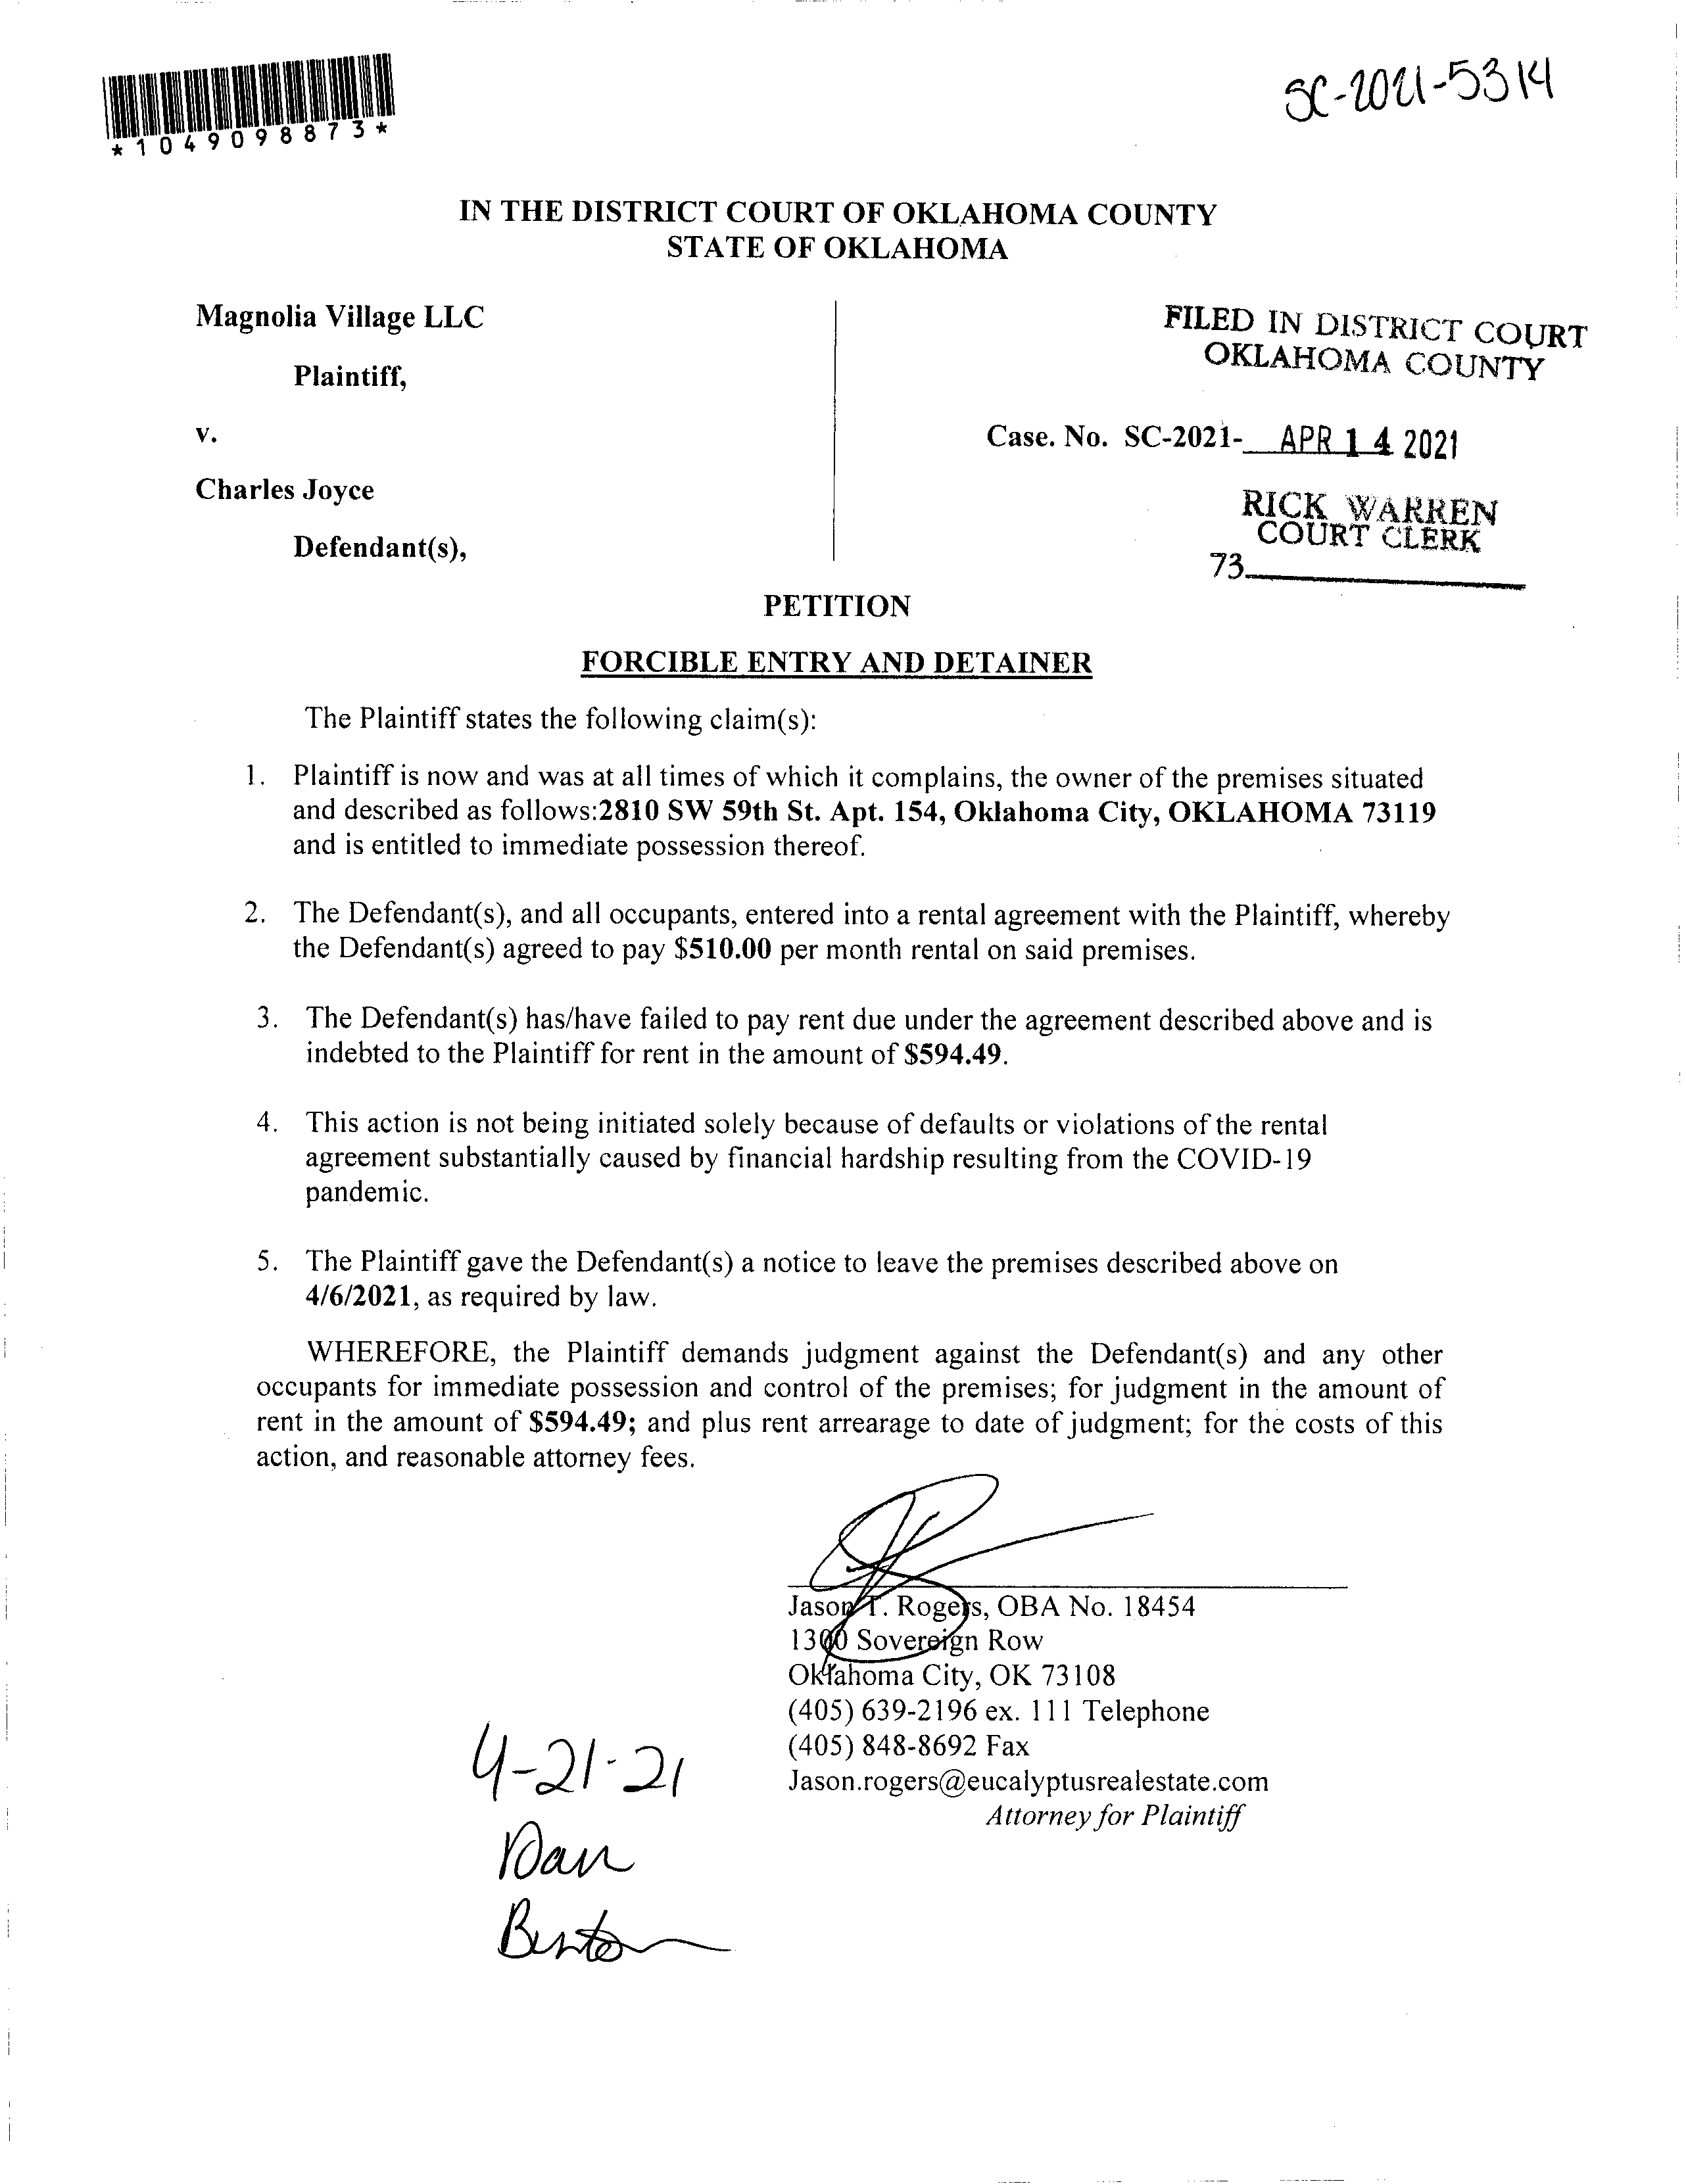 SC-2021-5314
*1049098873*
IN THE DISTRICT COURT OF OKLAHOMA COUNTY
STATE OF OKLAHOMA
Magnolia Village LLC
Plaintiff,
v.
Charles Joyce
Defendant(s),
FILED IN DISTRICT COURT
OKLAHOMA COUNTY
Case. No. SC-2021- APR 14 2021
RICK WARREN
COURT CLERK
73
PETITION
FORCIBLE ENTRY AND DETAINER
The Plaintiff states the following claim(s):
1. Plaintiff is now and was at all times of which it complains, the owner of the premises situated
and described as follows:2810 SW 59th St. Apt. 154, Oklahoma City, OKLAHOMA 73119
and is entitled to immediate possession thereof.
2. The Defendant(s), and all occupants, entered into a rental agreement with the Plaintiff, whereby
the Defendant(s) agreed to pay $510.00 per month rental on said premises.
3. The Defendant(s) has/have failed to pay rent due under the agreement described above and is
indebted to the Plaintiff for rent in the amount of $594.49.
4. This action is not being initiated solely because of defaults or violations of the rental
agreement substantially caused by financial hardship resulting from the COVID-19
pandemic.
5. The Plaintiff gave the Defendant(s) a notice to leave the premises described above on
4/6/2021, as required by law.
WHEREFORE, the Plaintiff demands judgment against the Defendant(s) and any other
occupants for immediate possession and control of the premises; for judgment in the amount of
rent in the amount of $594.49; and plus rent arrearage to date of judgment; for the costs of this
action, and reasonable attorney fees.
Jason T. Rogers, OBA No. 18454
1300 Sovereign Row
Oklahoma City, OK 73108
(405) 639-2196 ex. 111 Telephone
(405) 848-8692 Fax
Jason.rogers@eucalyptusrealestate.com
Attorney for Plaintiff
4-21-21
Dan